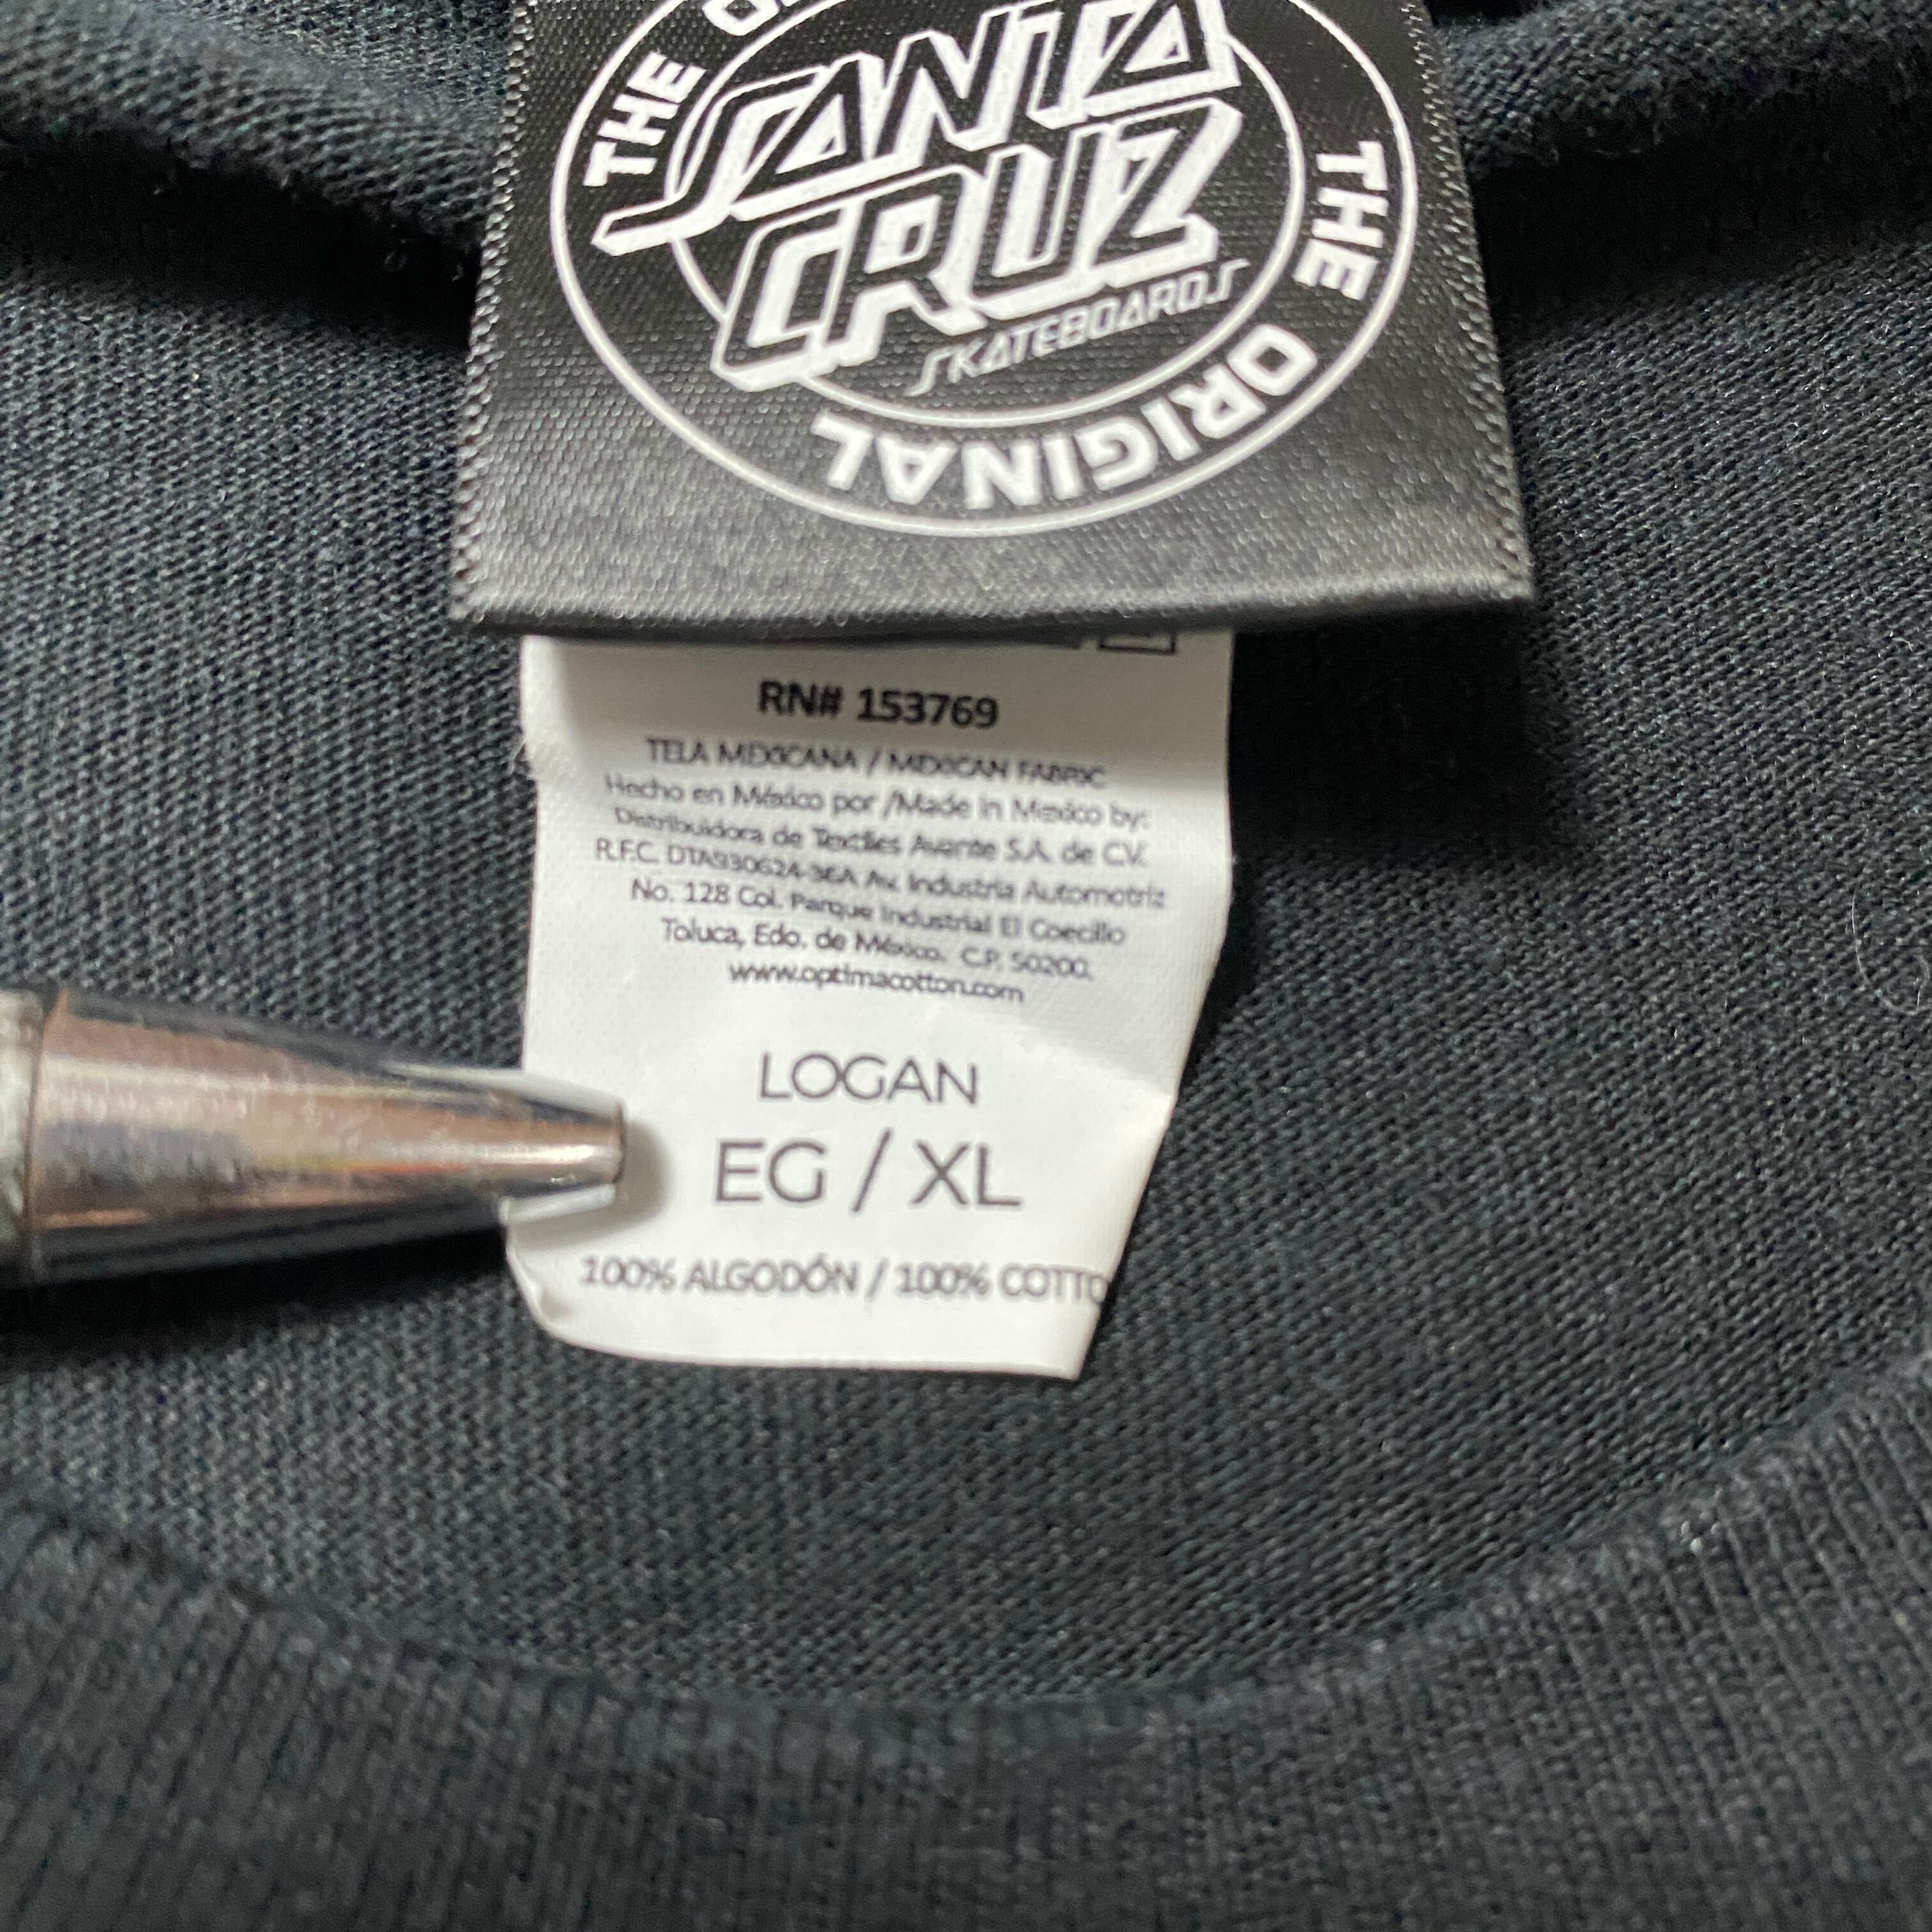 THE
SANTA
CRUZ
SKATEBOARDS
THE ORIGINAL
RN# 153769
TELA MEXICANA / MEXICAN FABRIC
Hecho en México por /Made in Mexico by:
Distribuidora de Textiles Avante S.A. de C.V.
R.F.C. DTA930624-36A Av. Industria Automotriz
No. 128 Col. Parque Industrial El Coecillo
Toluca, Edo. de México. C.P. 50200.
www.optimacotton.com
LOGAN
EG / XL
100% ALGODÓN / 100% COTTO